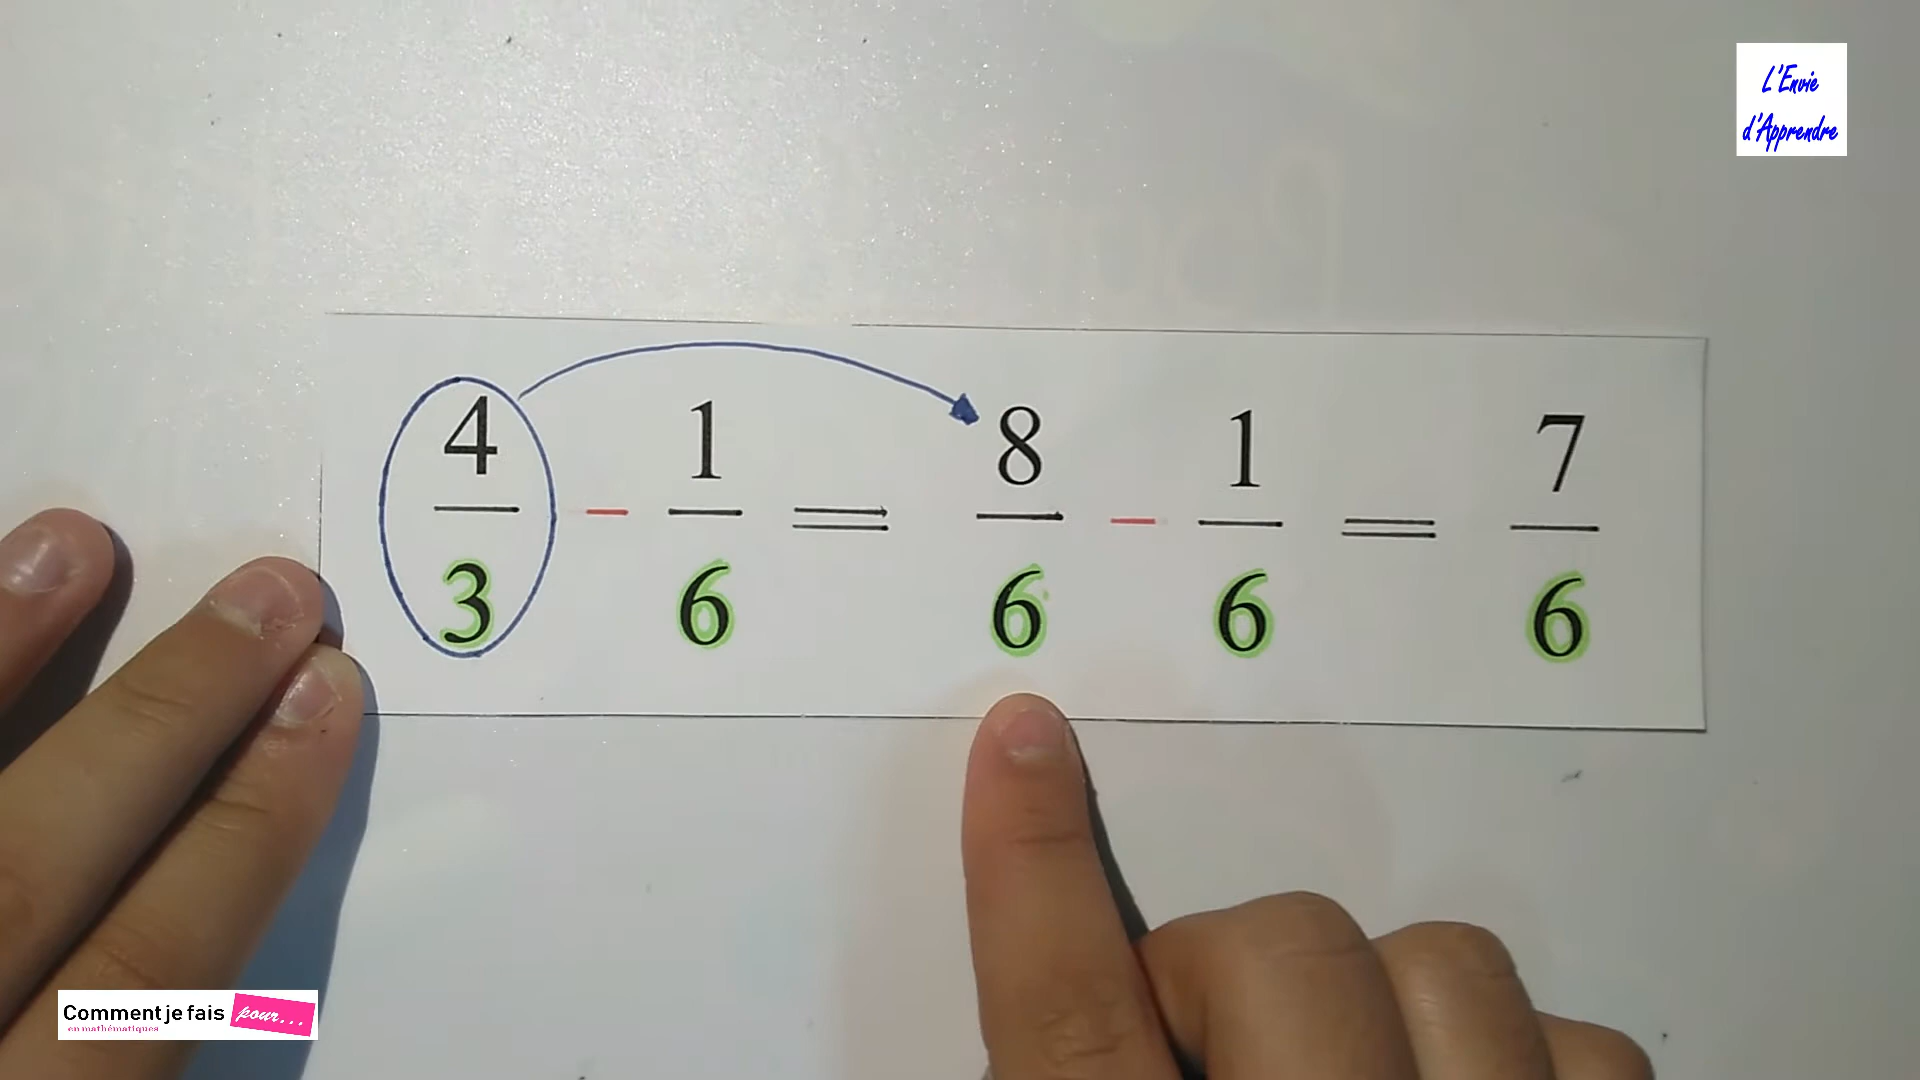 L'Envie
d'Apprendre
4/3 - 1/6 = 8/6 - 1/6 = 7/6
Comment je fais pour...
en mathématiques